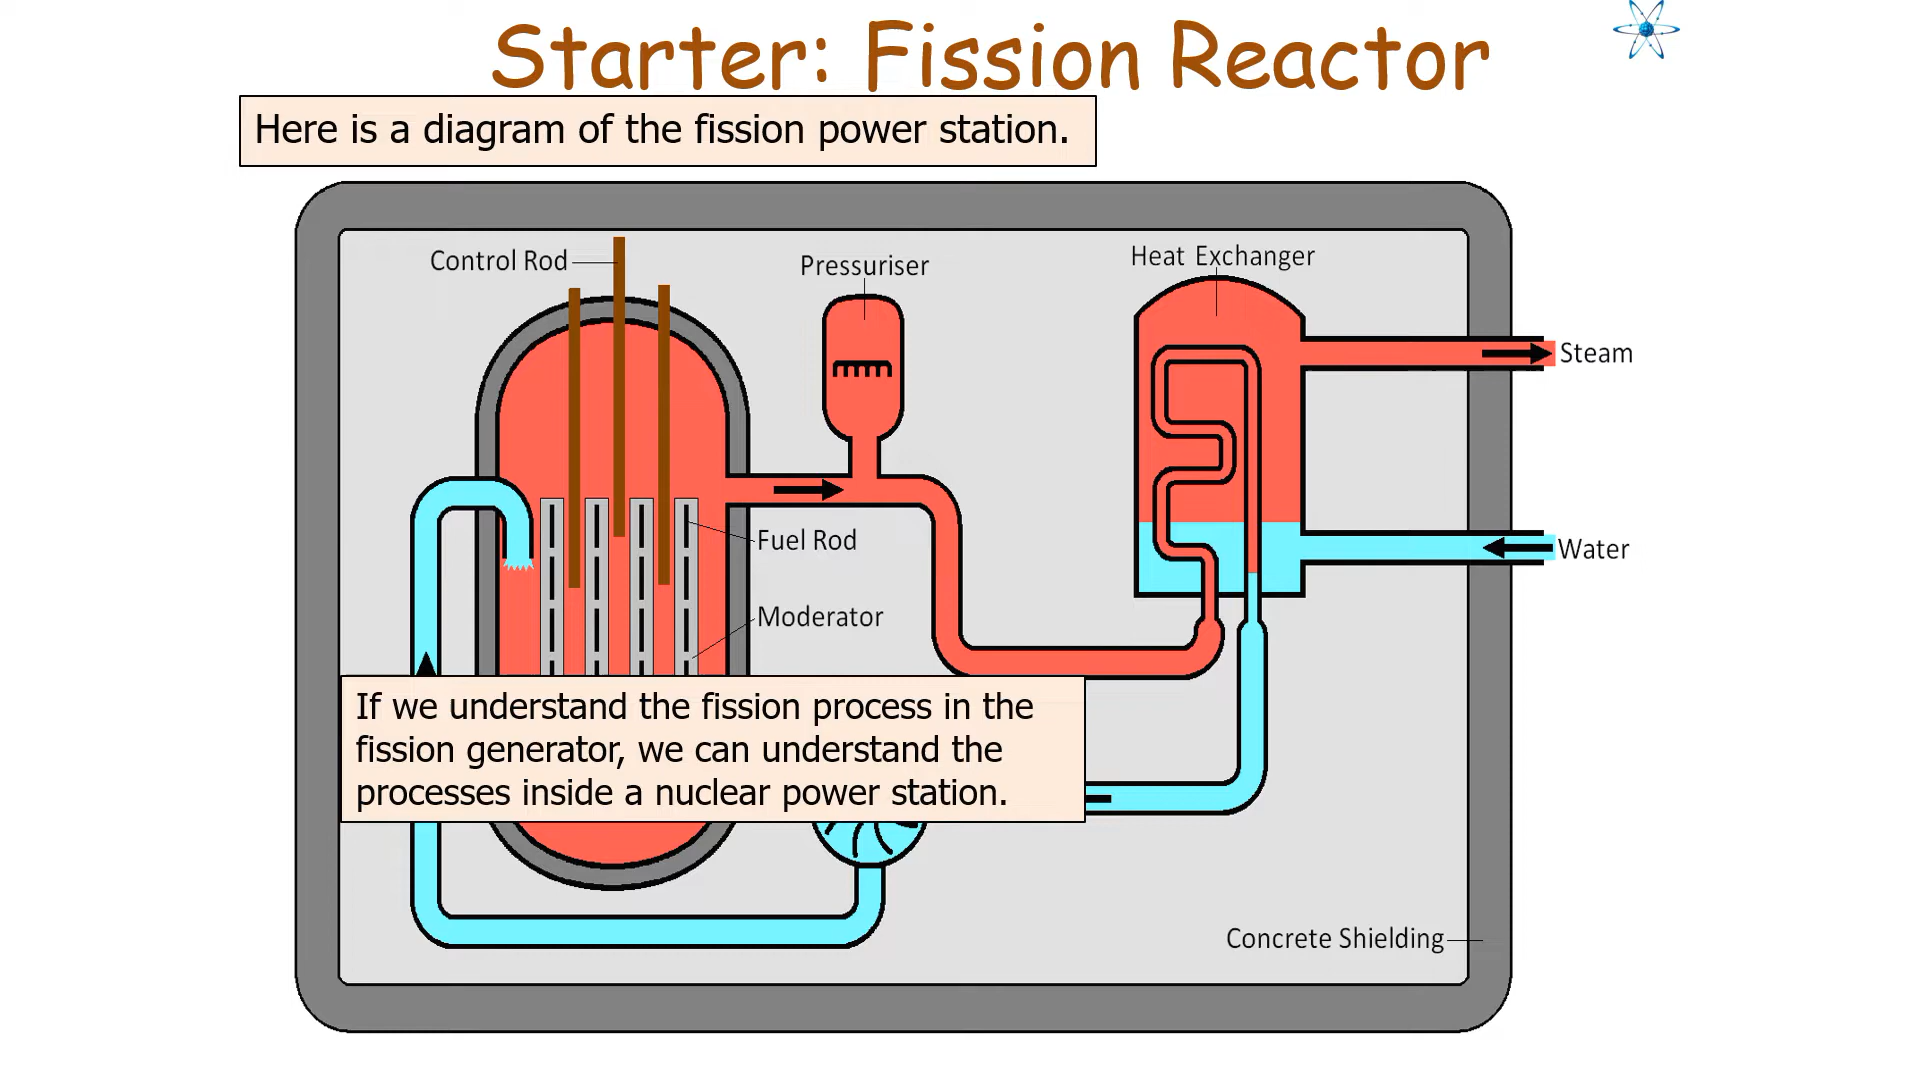 Starter: Fission Reactor
Here is a diagram of the fission power station.
Control Rod
Pressuriser
Heat Exchanger
Steam
Fuel Rod
Water
Moderator
If we understand the fission process in the
fission generator, we can understand the
processes inside a nuclear power station.
Concrete Shielding